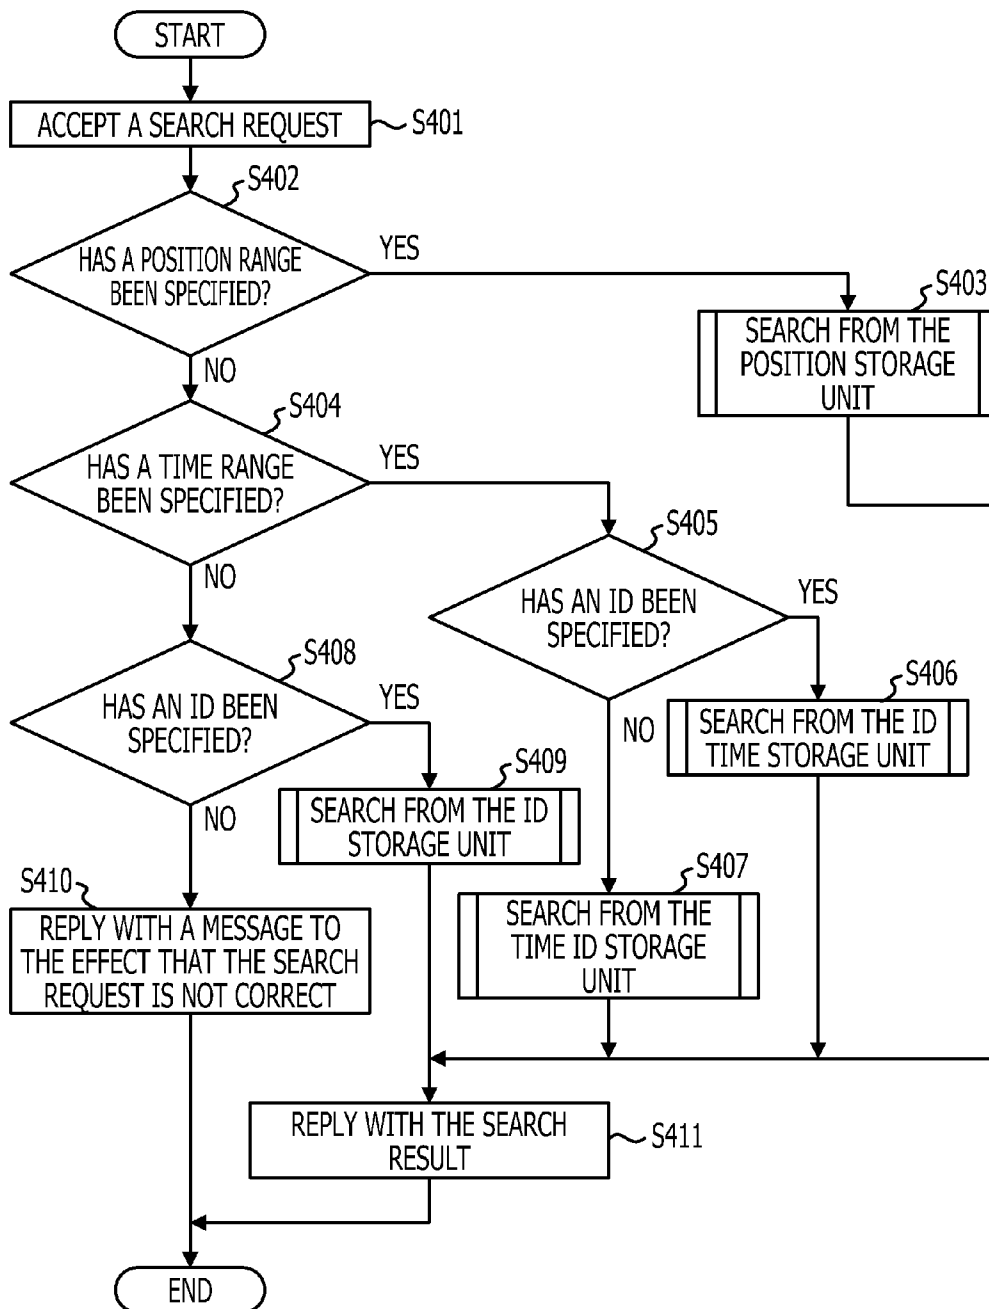 START
ACCEPT A SEARCH REQUEST
S401
S402
HAS A POSITION RANGE
BEEN SPECIFIED?
YES
NO
S403
SEARCH FROM THE
POSITION STORAGE
UNIT
S404
HAS A TIME RANGE
BEEN SPECIFIED?
YES
NO
S405
HAS AN ID BEEN
SPECIFIED?
YES
NO
S406
SEARCH FROM THE ID
TIME STORAGE UNIT
S408
HAS AN ID BEEN
SPECIFIED?
YES
NO
S409
SEARCH FROM THE ID
STORAGE UNIT
S407
SEARCH FROM THE
TIME ID STORAGE
UNIT
S410
REPLY WITH A MESSAGE TO
THE EFFECT THAT THE SEARCH
REQUEST IS NOT CORRECT
REPLY WITH THE SEARCH
RESULT
S411
END